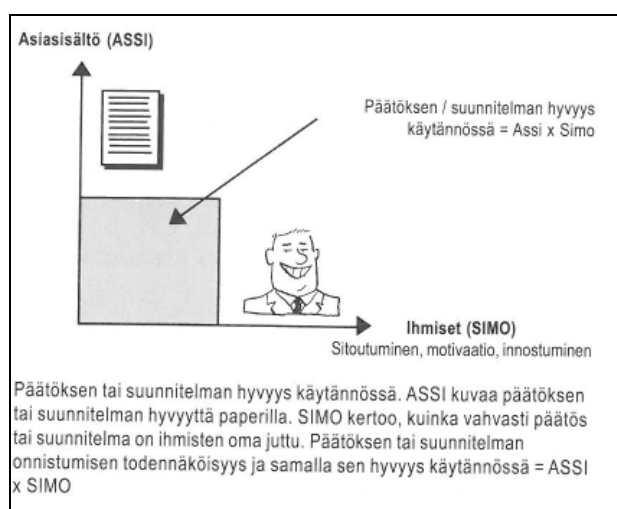 Asiasisältö (ASSI)
Päätöksen / suunnitelman hyvyys
käytännössä = Assi x Simo
Ihmiset (SIMO)
Sitoutuminen, motivaatio, innostuminen
Päätöksen tai suunnitelman hyvyys käytännössä. ASSI kuvaa päätöksen
tai suunnitelman hyvyyttä paperilla. SIMO kertoo, kuinka vahvasti päätös
tai suunnitelma on ihmisten oma juttu. Päätöksen tai suunnitelman
onnistumisen todennäköisyys ja samalla sen hyvyys käytännössä = ASSI
x SIMO